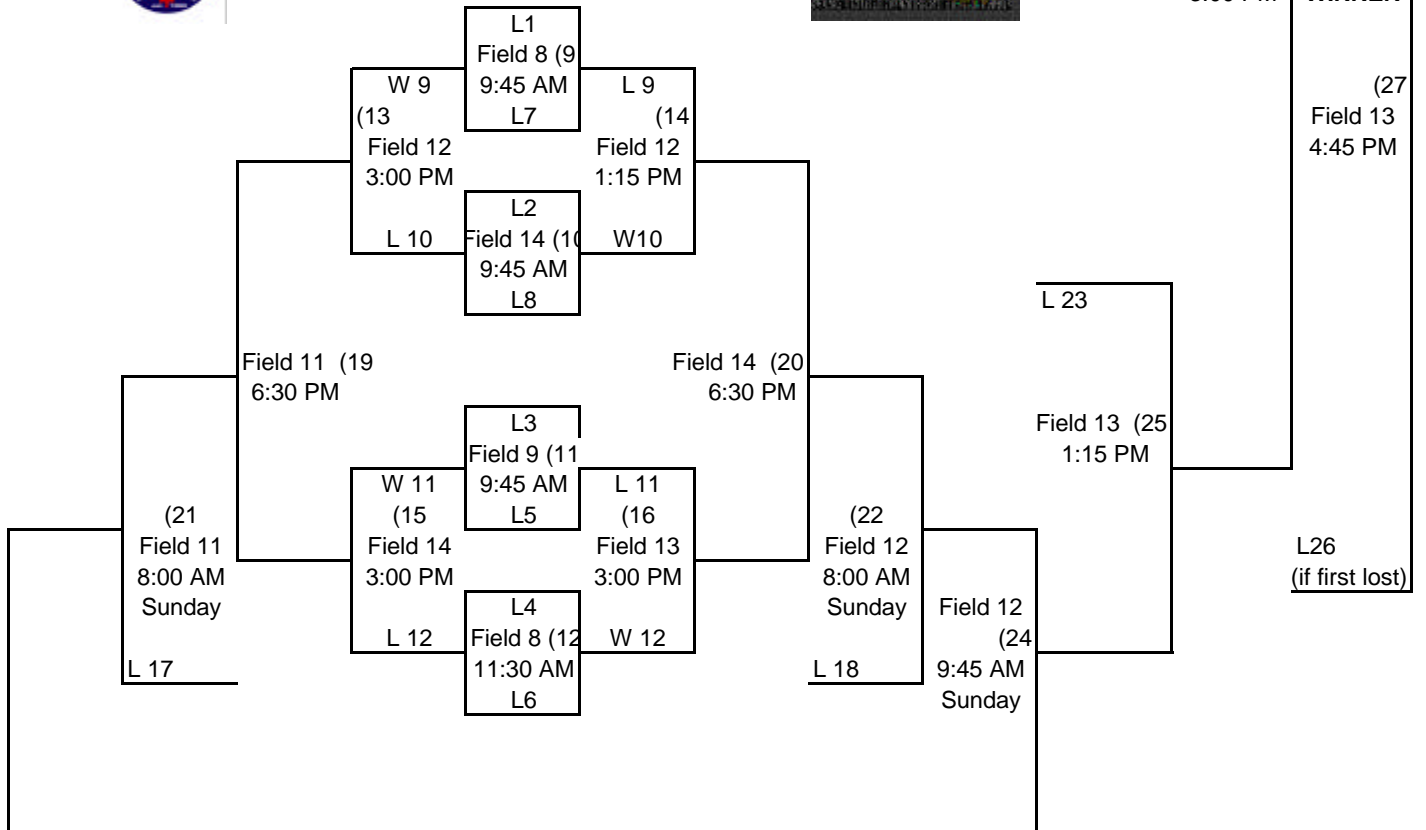 L1
Field 8 (9
9:45 AM
L7
W 9
(13
Field 12
3:00 PM
L 10
L 9
(14
Field 12
1:15 PM
W10
L2
Field 14 (10
9:45 AM
L8
(27
Field 13
4:45 PM
L 23
Field 11 (19
6:30 PM
Field 14 (20
6:30 PM
L3
Field 9 (11
9:45 AM
L5
Field 13 (25
1:15 PM
W 11
(15
Field 14
3:00 PM
L 12
L 11
(16
Field 13
3:00 PM
W 12
(21
Field 11
8:00 AM
Sunday
L 17
L4
Field 8 (12
11:30 AM
L6
(22
Field 12
8:00 AM
Sunday
L 18
Field 12
(24
9:45 AM
Sunday
L26
(if first lost)